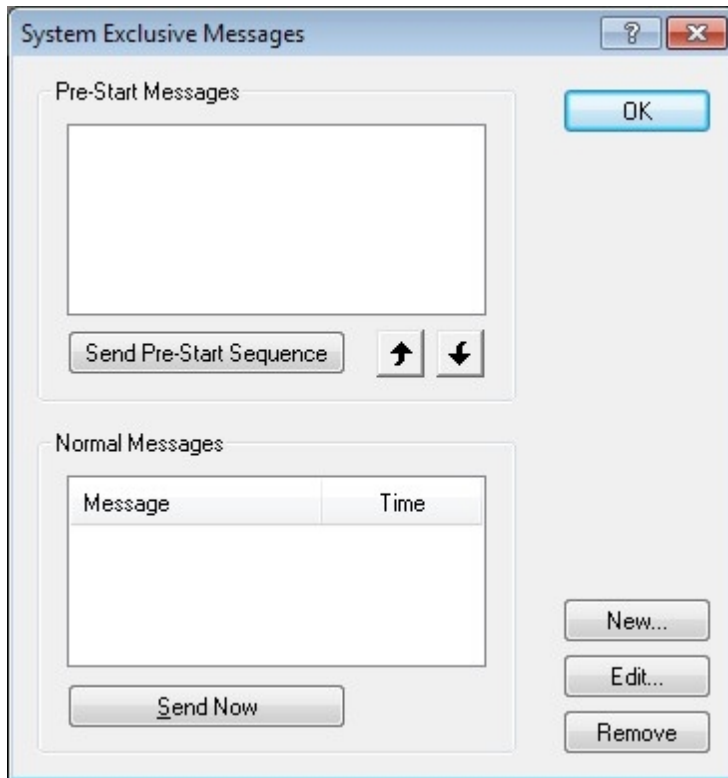 System Exclusive Messages
Pre-Start Messages
OK
Send Pre-Start Sequence
Normal Messages
Message Time
New...
Edit...
Send Now
Remove